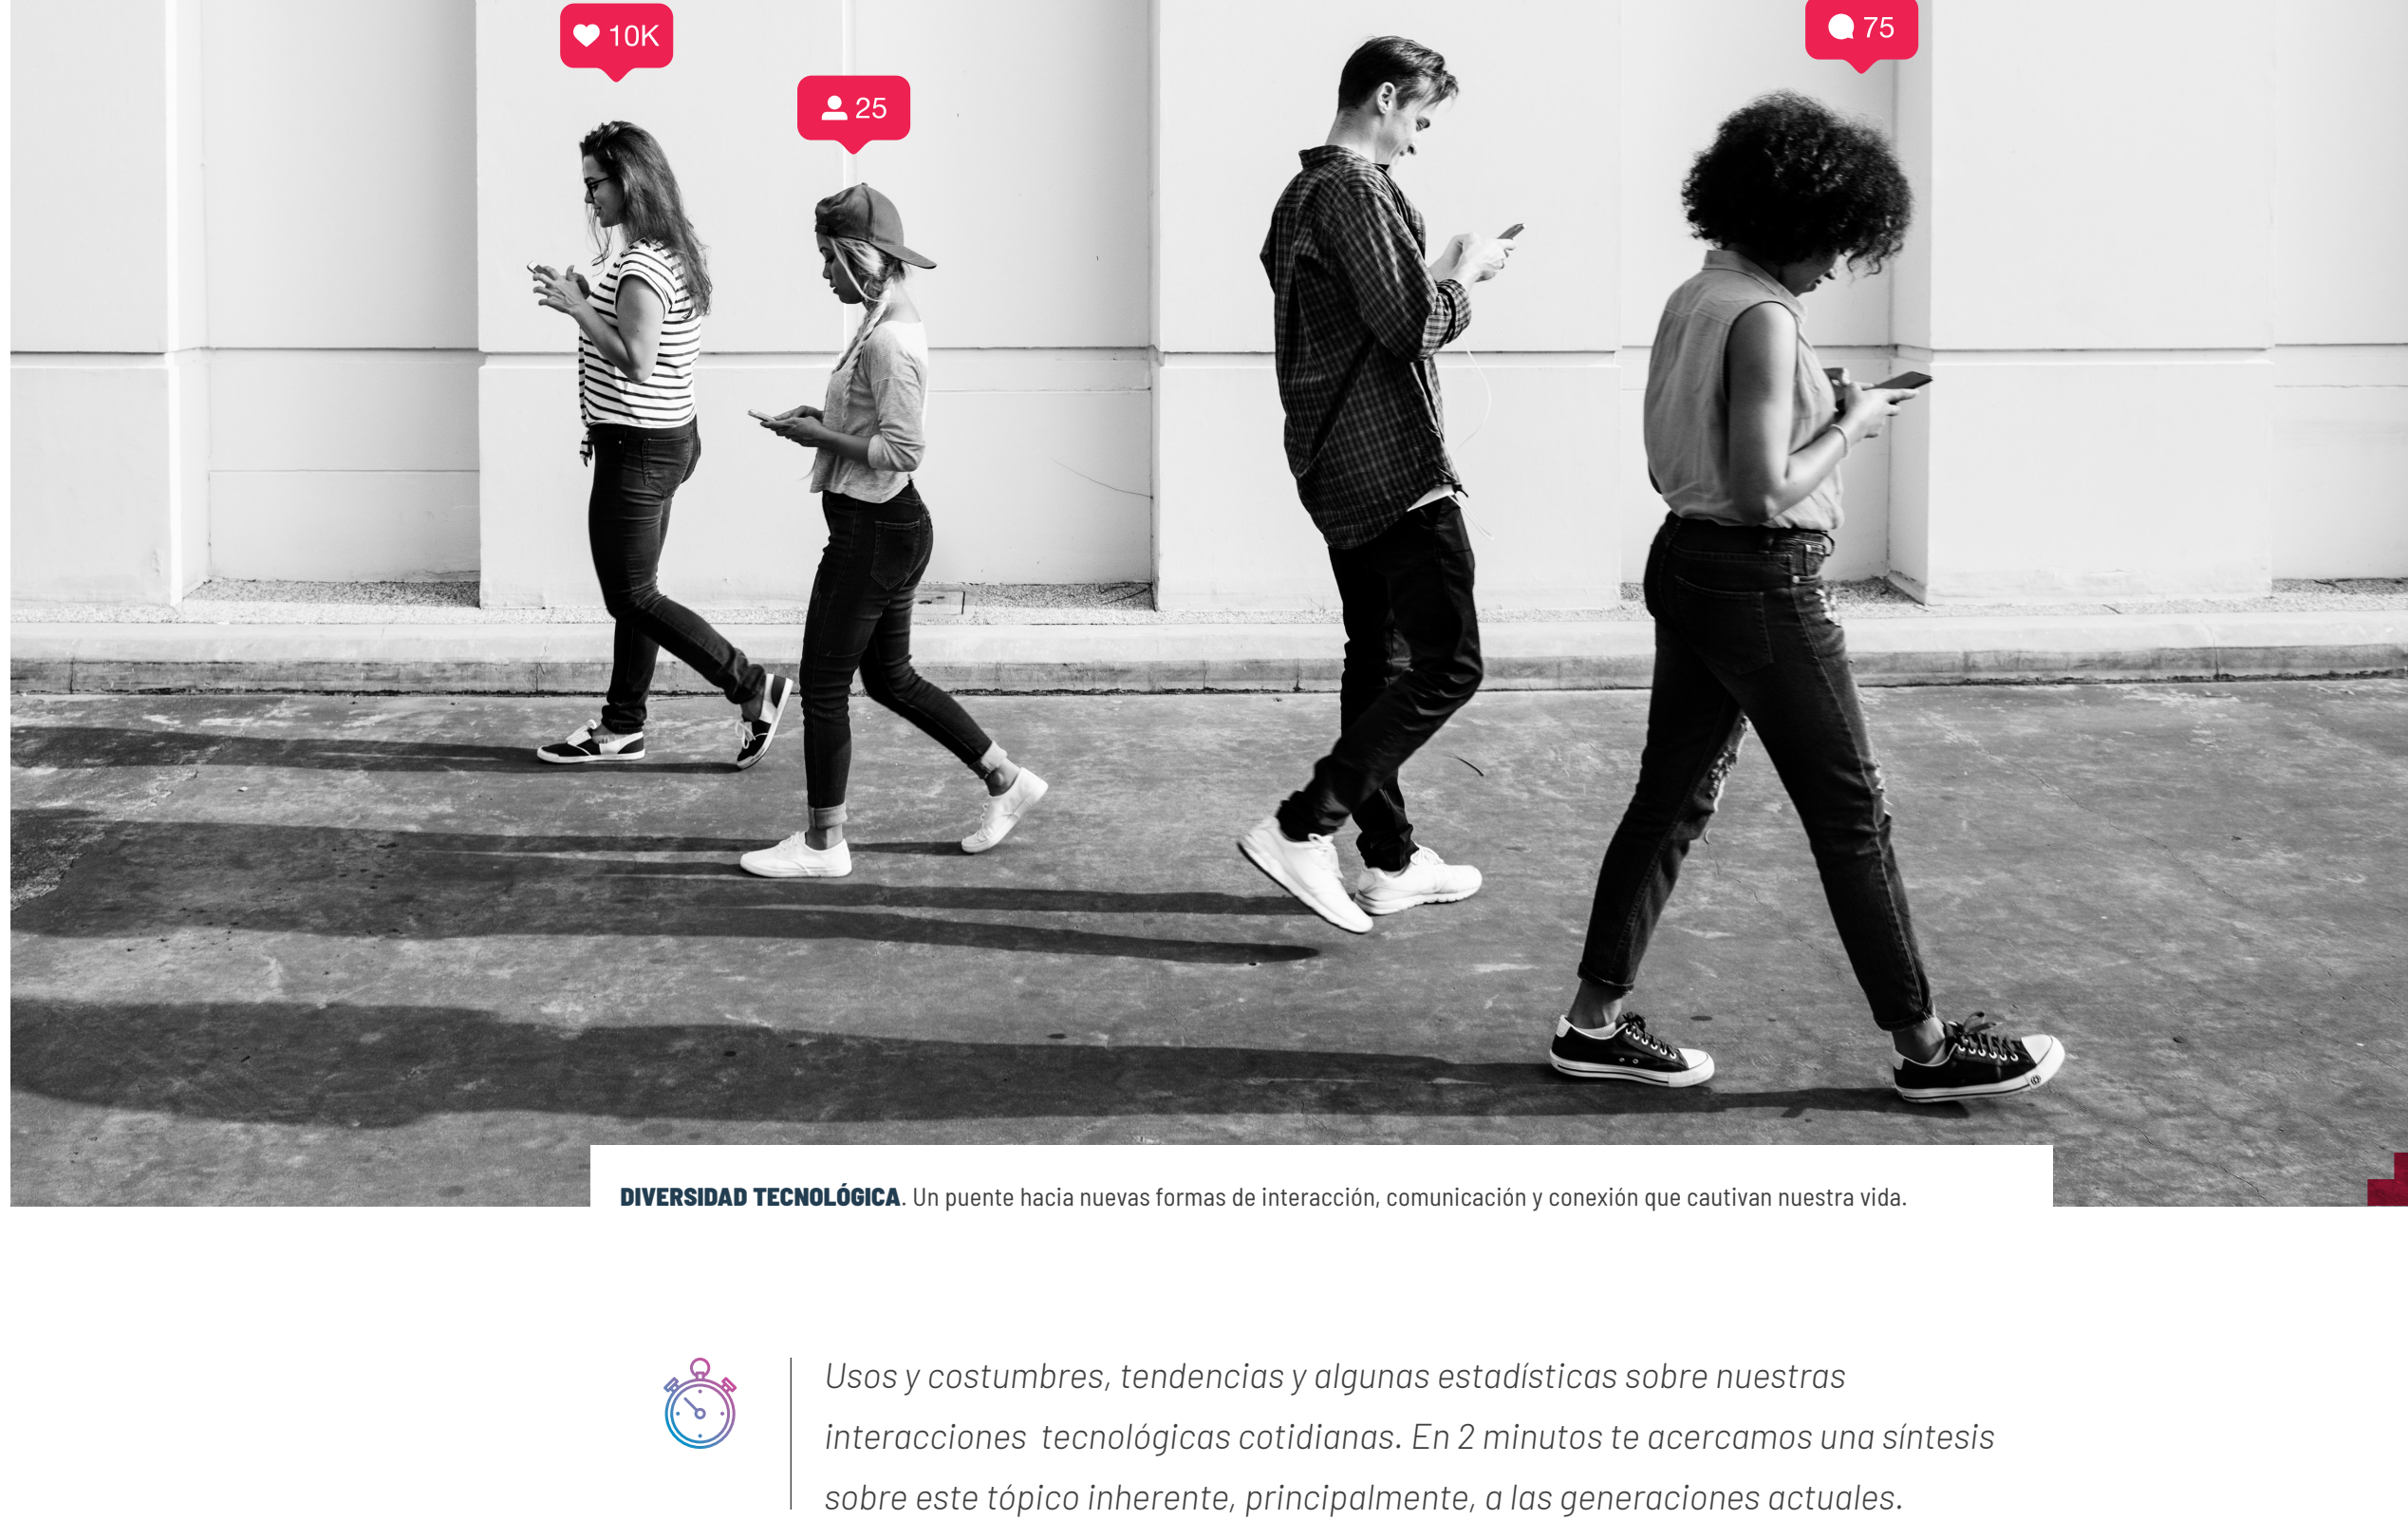 10K
25
75
DIVERSIDAD TECNOLÓGICA. Un puente hacia nuevas formas de interacción, comunicación y conexión que cautivan nuestra vida.
Usos y costumbres, tendencias y algunas estadísticas sobre nuestras
interacciones tecnológicas cotidianas. En 2 minutos te acercamos una síntesis
sobre este tópico inherente, principalmente, a las generaciones actuales.